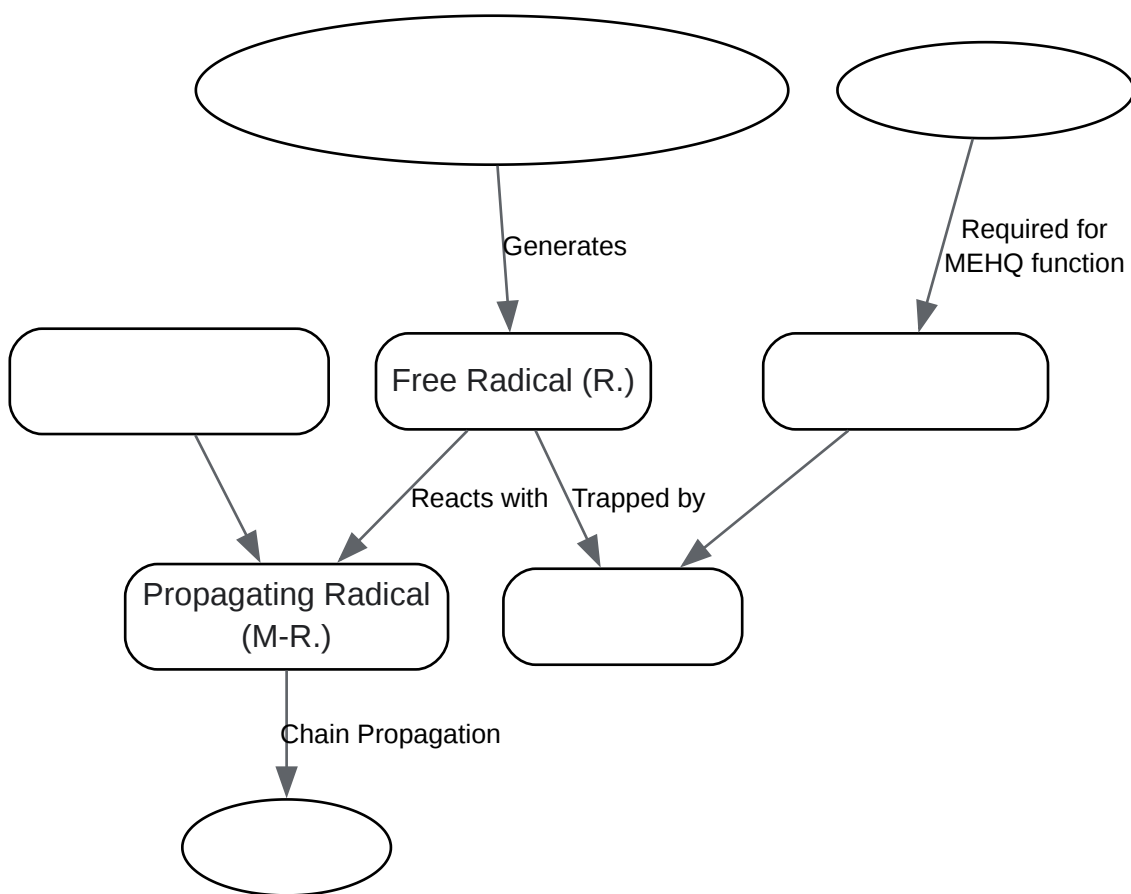 Generates
Required for
MEHQ function
Free Radical (R.)
Reacts with
Trapped by
Propagating Radical
(M-R.)
Chain Propagation